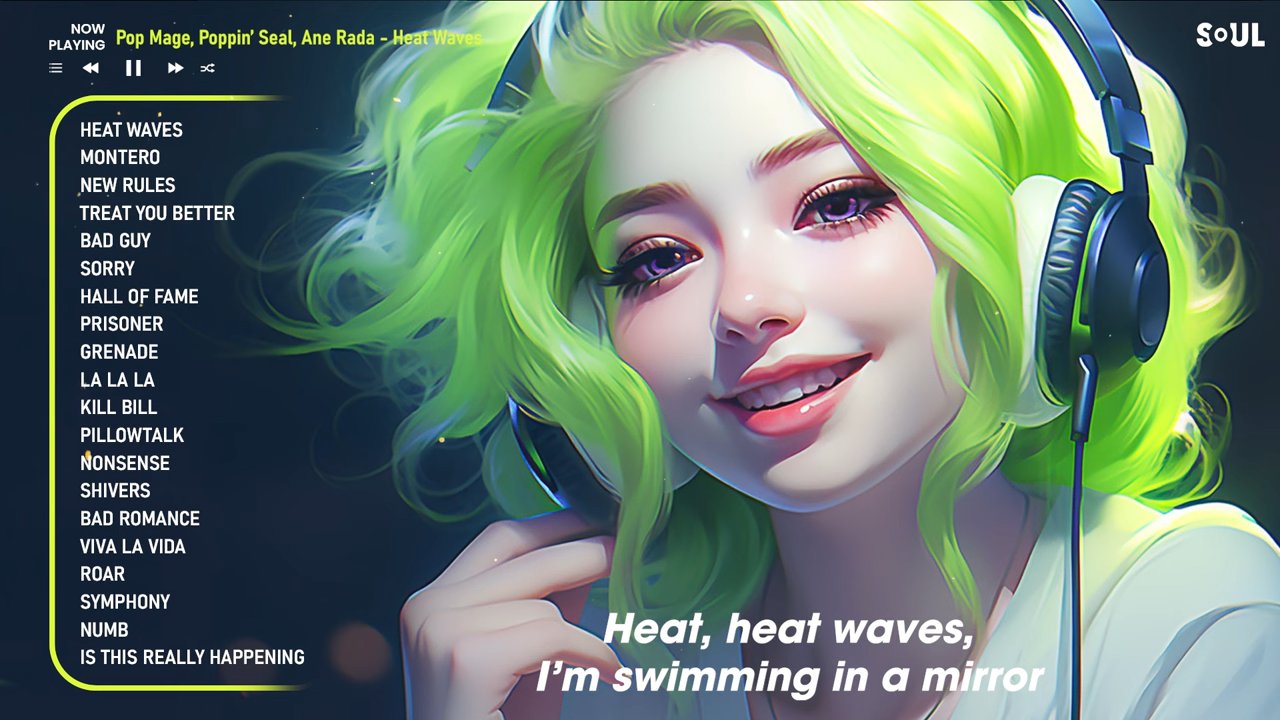 NOW
PLAYING
Pop Mage, Poppin' Seal, Ane Rada - Heat Waves
SOUL
HEAT WAVES
MONTERO
NEW RULES
TREAT YOU BETTER
BAD GUY
SORRY
HALL OF FAME
PRISONER
GRENADE
LA LA LA
KILL BILL
PILLOWTALK
NONSENSE
SHIVERS
BAD ROMANCE
VIVA LA VIDA
ROAR
SYMPHONY
NUMB
IS THIS REALLY HAPPENING
Heat, heat waves,
I'm swimming in a mirror